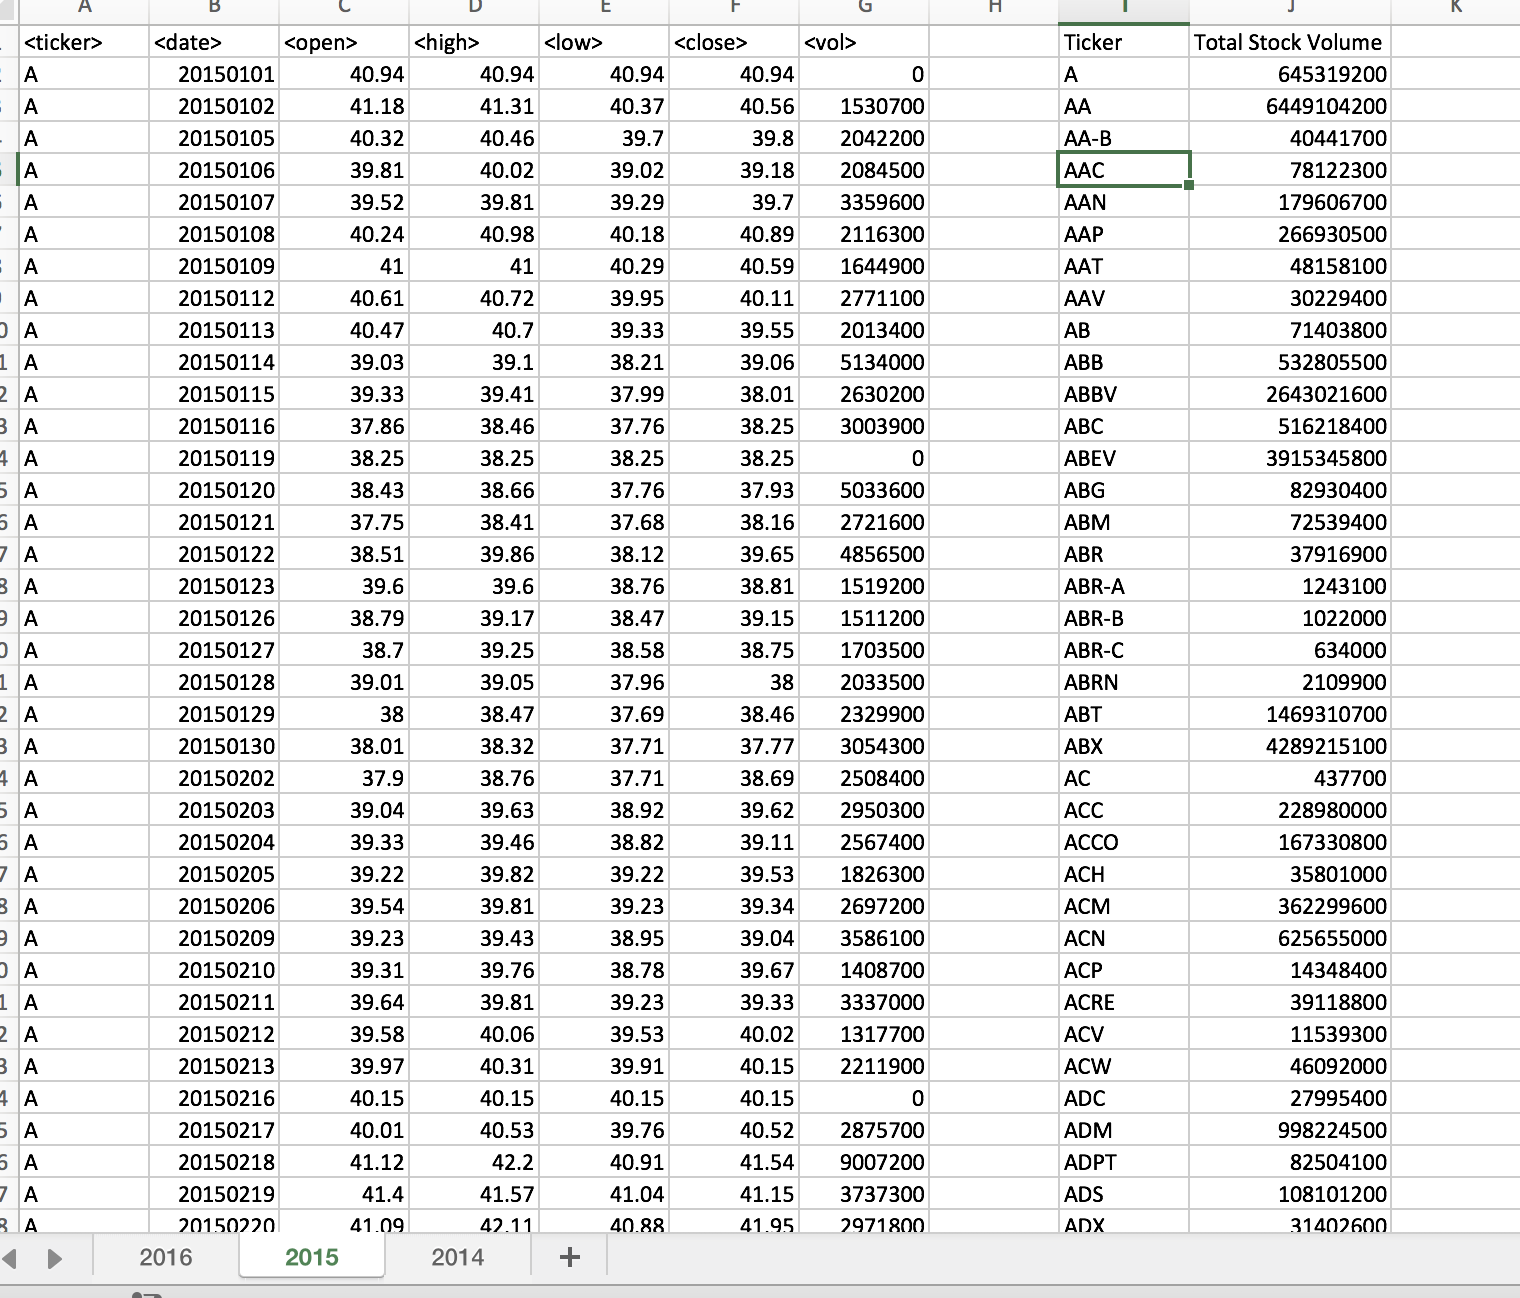 A B C D E F G H I J K
<ticker> <date> <open> <high> <low> <close> <vol> Ticker Total Stock Volume
A 20150101 40.94 40.94 40.94 40.94 0 A 645319200
A 20150102 41.18 41.31 40.37 40.56 1530700 AA 6449104200
A 20150105 40.32 40.46 39.7 39.8 2042200 AA-B 40441700
A 20150106 39.81 40.02 39.02 39.18 2084500 AAC 78122300
A 20150107 39.52 39.81 39.29 39.7 3359600 AAN 179606700
A 20150108 40.24 40.98 40.18 40.89 2116300 AAP 266930500
A 20150109 41 41 40.29 40.59 1644900 AAT 48158100
A 20150112 40.61 40.72 39.95 40.11 2771100 AAV 30229400
A 20150113 40.47 40.7 39.33 39.55 2013400 AB 71403800
A 20150114 39.03 39.1 38.21 39.06 5134000 ABB 532805500
A 20150115 39.33 39.41 37.99 38.01 2630200 ABBV 2643021600
A 20150116 37.86 38.46 37.76 38.25 3003900 ABC 516218400
A 20150119 38.25 38.25 38.25 38.25 0 ABEV 3915345800
A 20150120 38.43 38.66 37.76 37.93 5033600 ABG 82930400
A 20150121 37.75 38.41 37.68 38.16 2721600 ABM 72539400
A 20150122 38.51 39.86 38.12 39.65 4856500 ABR 37916900
A 20150123 39.6 39.6 38.76 38.81 1519200 ABR-A 1243100
A 20150126 38.79 39.17 38.47 39.15 1511200 ABR-B 1022000
A 20150127 38.7 39.25 38.58 38.75 1703500 ABR-C 634000
A 20150128 39.01 39.05 37.96 38 2033500 ABRN 2109900
A 20150129 38 38.47 37.69 38.46 2329900 ABT 1469310700
A 20150130 38.01 38.32 37.71 37.77 3054300 ABX 4289215100
A 20150202 37.9 38.76 37.71 38.69 2508400 AC 437700
A 20150203 39.04 39.63 38.92 39.62 2950300 ACC 228980000
A 20150204 39.33 39.46 38.82 39.11 2567400 ACCO 167330800
A 20150205 39.22 39.82 39.22 39.53 1826300 ACH 35801000
A 20150206 39.54 39.81 39.23 39.34 2697200 ACM 362299600
A 20150209 39.23 39.43 38.95 39.04 3586100 ACN 625655000
A 20150210 39.31 39.76 38.78 39.67 1408700 ACP 14348400
A 20150211 39.64 39.81 39.23 39.33 3337000 ACRE 39118800
A 20150212 39.58 40.06 39.53 40.02 1317700 ACV 11539300
A 20150213 39.97 40.31 39.91 40.15 2211900 ACW 46092000
A 20150216 40.15 40.15 40.15 40.15 0 ADC 27995400
A 20150217 40.01 40.53 39.76 40.52 2875700 ADM 998224500
A 20150218 41.12 42.2 40.91 41.54 9007200 ADPT 82504100
A 20150219 41.4 41.57 41.04 41.15 3737300 ADS 108101200
A 20150220 41.09 42.11 40.88 41.95 2971800 ADX 31402600
2016 2015 2014 +